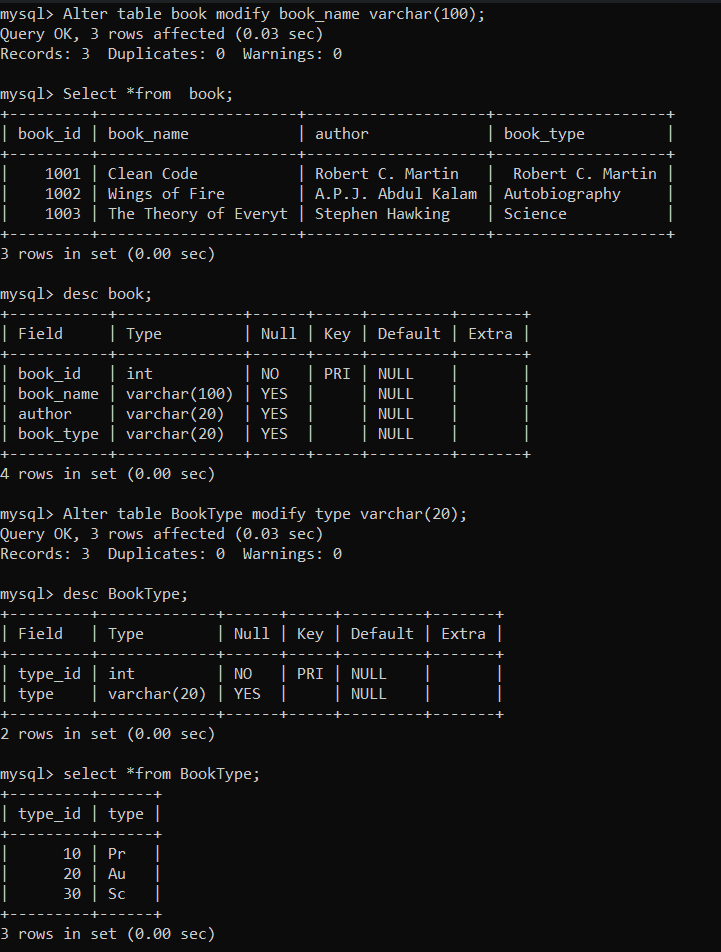 mysql> Alter table book modify book_name varchar(100);
Query OK, 3 rows affected (0.03 sec)
Records: 3  Duplicates: 0  Warnings: 0

mysql> Select *from  book;
+---------+----------------------+--------------------+-------------------+
| book_id | book_name            | author             | book_type         |
+---------+----------------------+--------------------+-------------------+
|    1001 | Clean Code           | Robert C. Martin   |  Robert C. Martin |
|    1002 | Wings of Fire        | A.P.J. Abdul Kalam | Autobiography     |
|    1003 | The Theory of Everyt | Stephen Hawking    | Science           |
+---------+----------------------+--------------------+-------------------+
3 rows in set (0.00 sec)

mysql> desc book;
+-----------+--------------+------+-----+---------+-------+
| Field     | Type         | Null | Key | Default | Extra |
+-----------+--------------+------+-----+---------+-------+
| book_id   | int          | NO   | PRI | NULL    |       |
| book_name | varchar(100) | YES  |     | NULL    |       |
| author    | varchar(20)  | YES  |     | NULL    |       |
| book_type | varchar(20)  | YES  |     | NULL    |       |
+-----------+--------------+------+-----+---------+-------+
4 rows in set (0.00 sec)

mysql> Alter table BookType modify type varchar(20);
Query OK, 3 rows affected (0.03 sec)
Records: 3  Duplicates: 0  Warnings: 0

mysql> desc BookType;
+---------+-------------+------+-----+---------+-------+
| Field   | Type        | Null | Key | Default | Extra |
+---------+-------------+------+-----+---------+-------+
| type_id | int         | NO   | PRI | NULL    |       |
| type    | varchar(20) | YES  |     | NULL    |       |
+---------+-------------+------+-----+---------+-------+
2 rows in set (0.00 sec)

mysql> select *from BookType;
+---------+------+
| type_id | type |
+---------+------+
|      10 | Pr   |
|      20 | Au   |
|      30 | Sc   |
+---------+------+
3 rows in set (0.00 sec)